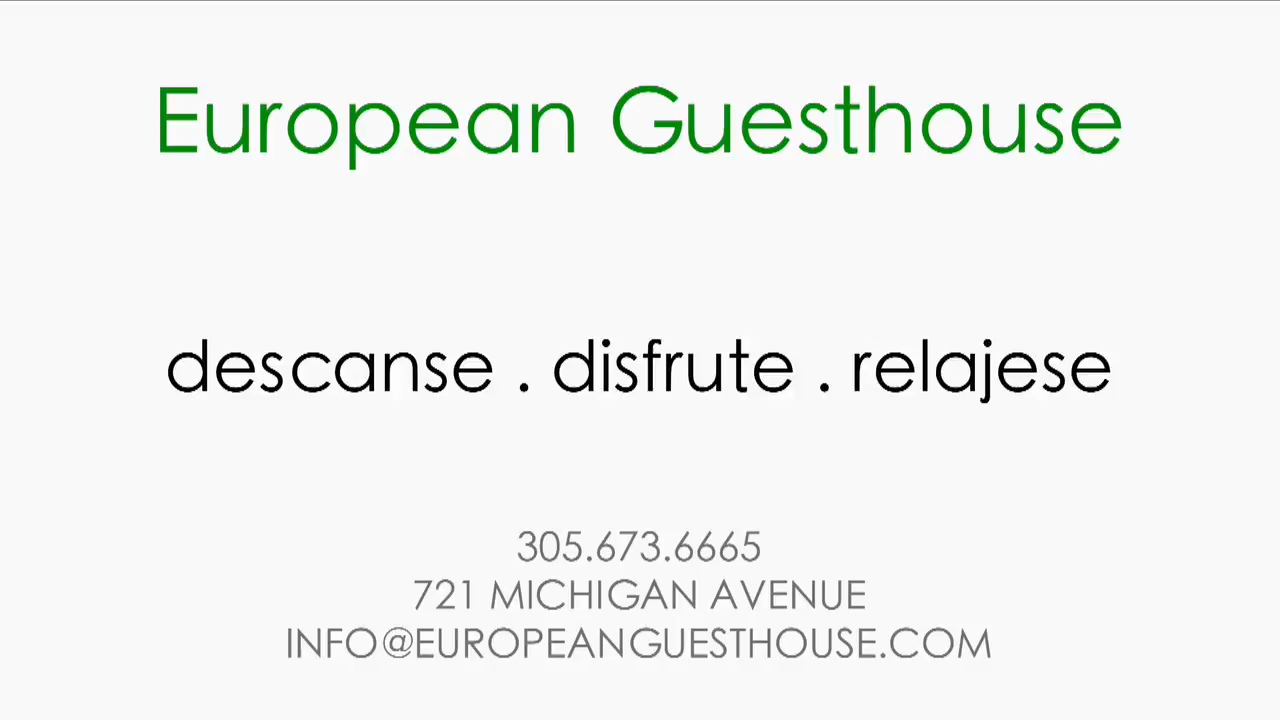 European Guesthouse
descanse . disfrute . relajese
305.673.6665
721 MICHIGAN AVENUE
INFO@EUROPEANGUESTHOUSE.COM